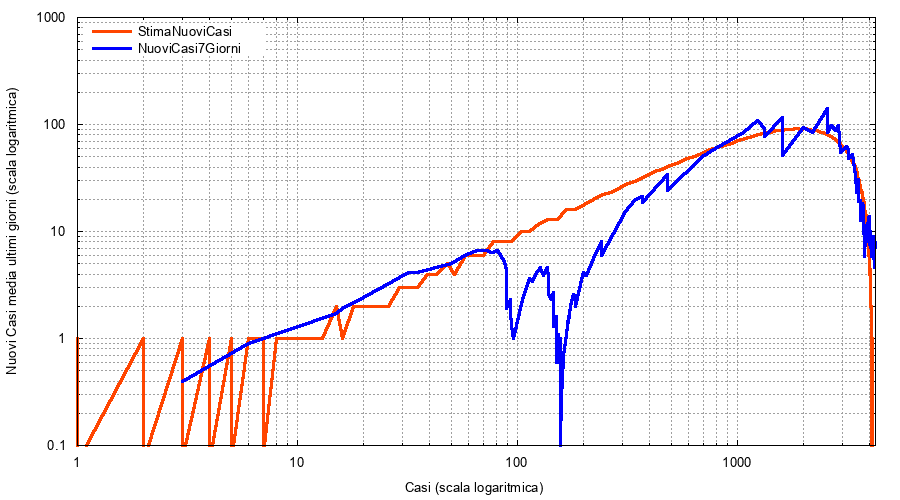 1000
StimaNuoviCasi
NuoviCasi7Giorni
100
10
1
0.1
Nuovi Casi media ultimi giorni (scala logaritmica)
1
10
100
1000
Casi (scala logaritmica)